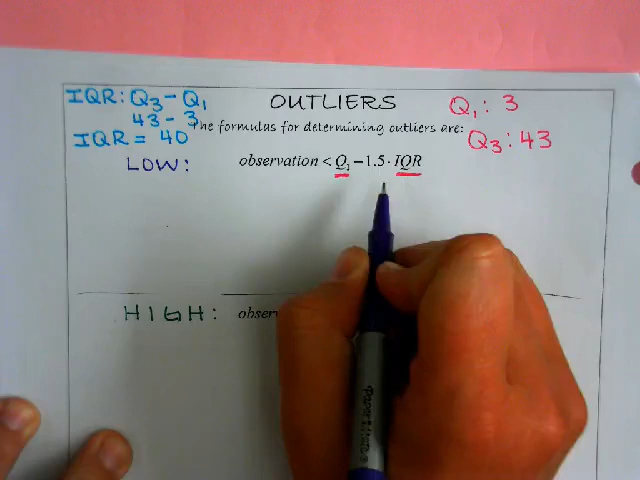 OUTLIERS
IQR: Q₃ − Q₁
43 − 3
IQR = 40
Q₁: 3
Q₃: 43
The formulas for determining outliers are:
LOW: observation < Q₁ − 1.5 · IQR
HIGH:
PaperMate